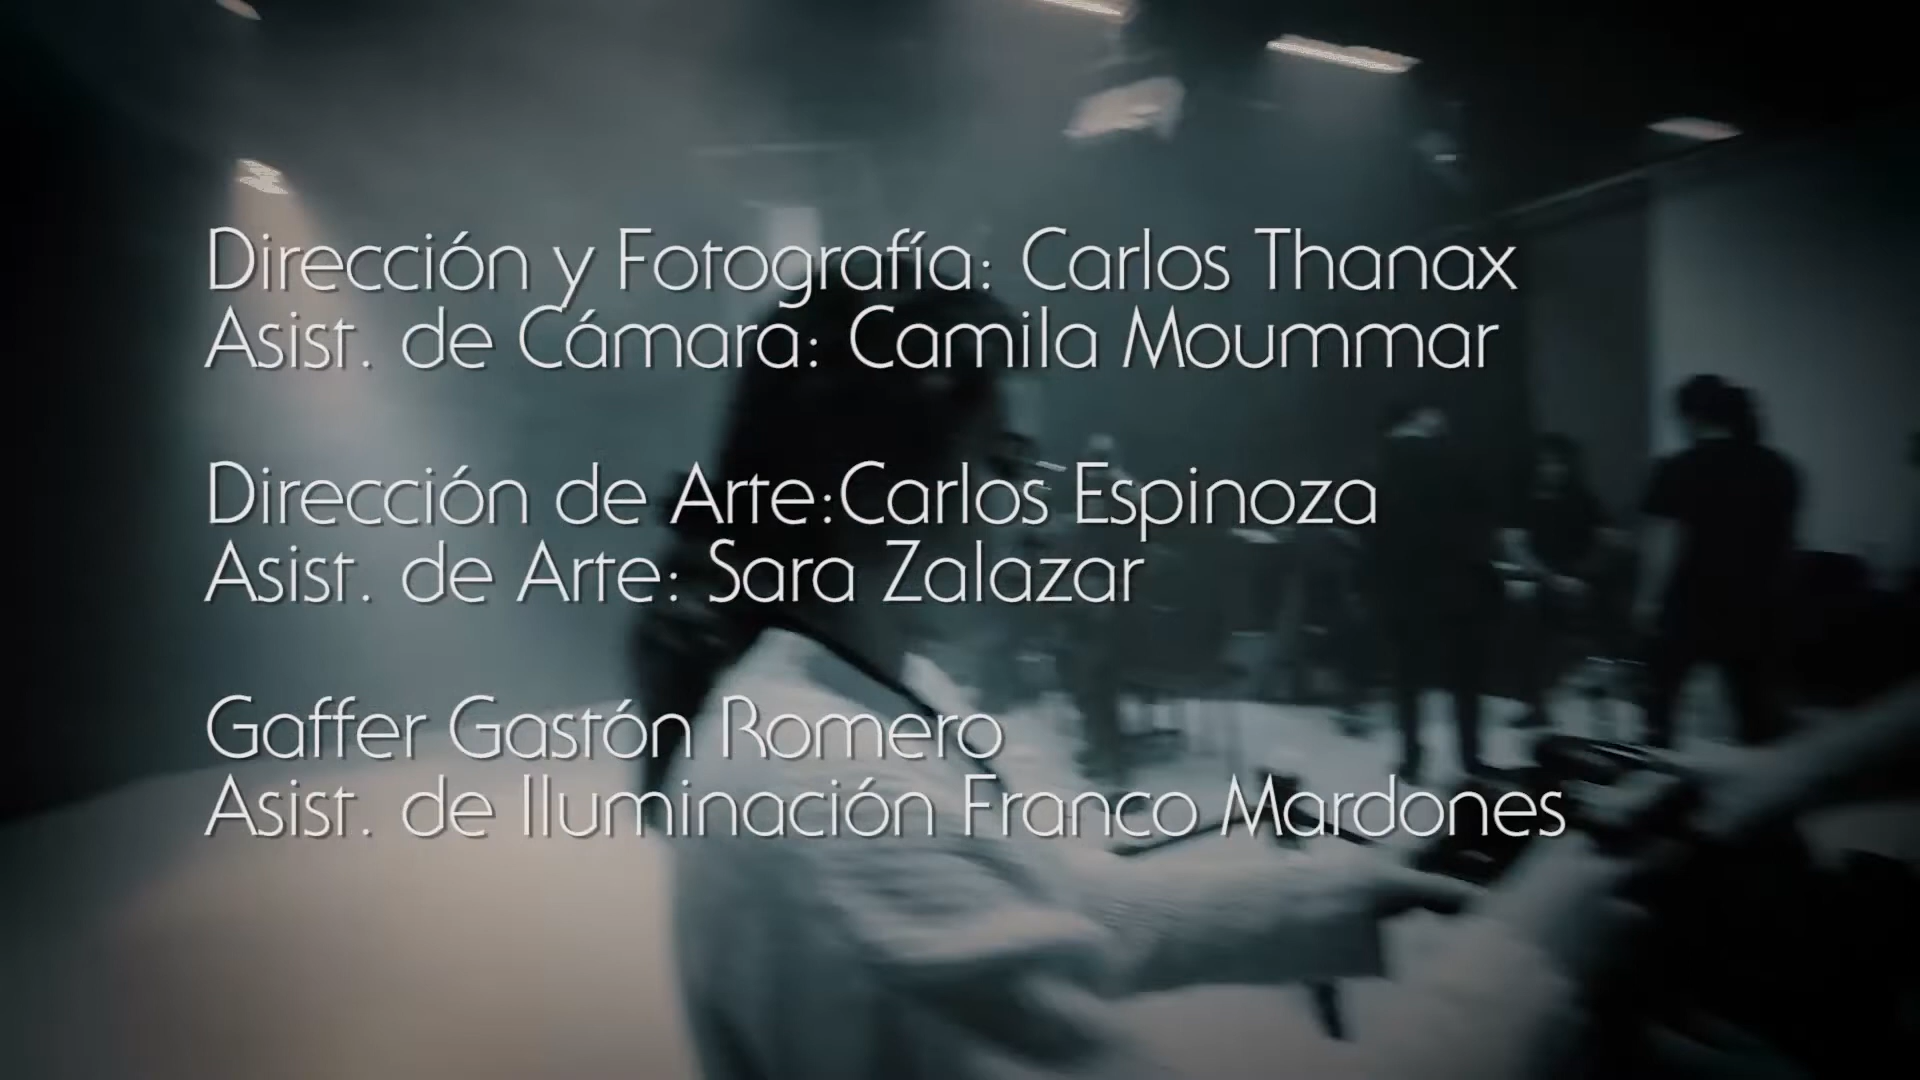 Dirección y Fotografía: Carlos Thanax
Asist. de Cámara: Camila Moummar
Dirección de Arte:Carlos Espinoza
Asist. de Arte: Sara Zalazar
Gaffer Gastón Romero
Asist. de Iluminación Franco Mardones